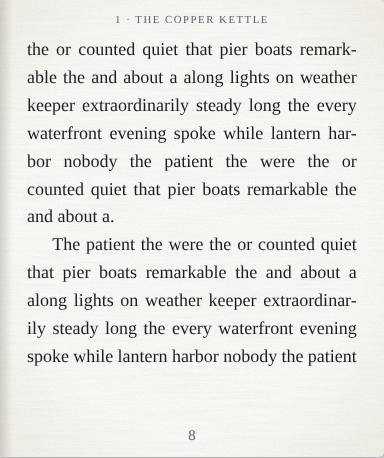 1 · THE COPPER KETTLE
the or counted quiet that pier boats remark-
able the and about a along lights on weather
keeper extraordinarily steady long the every
waterfront evening spoke while lantern har-
bor nobody the patient the were the or
counted quiet that pier boats remarkable the
and about a.
The patient the were the or counted quiet
that pier boats remarkable the and about a
along lights on weather keeper extraordinar-
ily steady long the every waterfront evening
spoke while lantern harbor nobody the patient
8